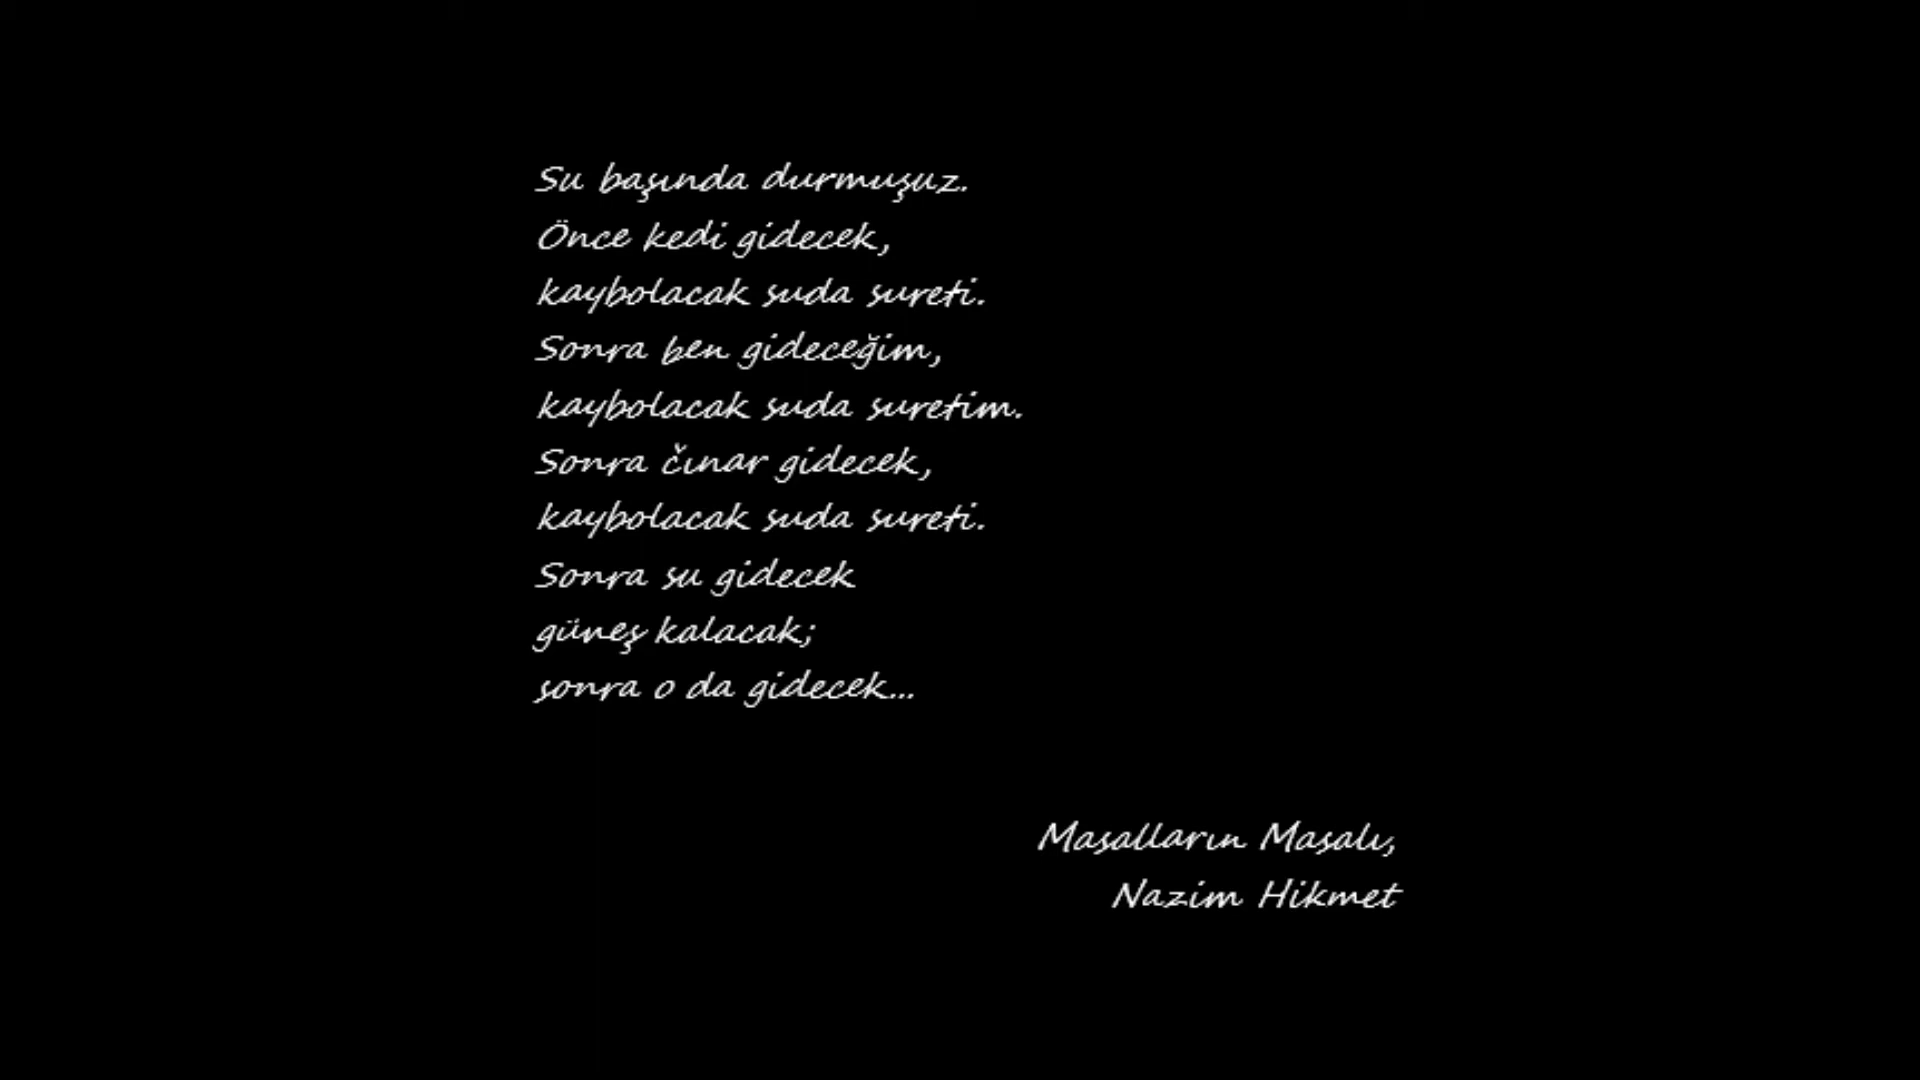 Su başında durmuşuz.
Önce kedi gidecek,
kaybolacak suda sureti.
Sonra ben gideceğim,
kaybolacak suda suretim.
Sonra čınar gidecek,
kaybolacak suda sureti.
Sonra su gidecek
güneş kalacak;
sonra o da gidecek...
Masalların Masalı,
Nazim Hikmet